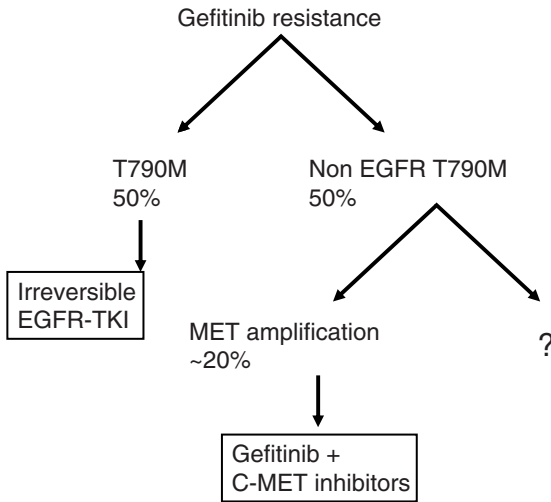 Gefitinib resistance
T790M
50%
Non EGFR T790M
50%
Irreversible
EGFR-TKI
MET amplification
~20%
?
Gefitinib +
C-MET inhibitors